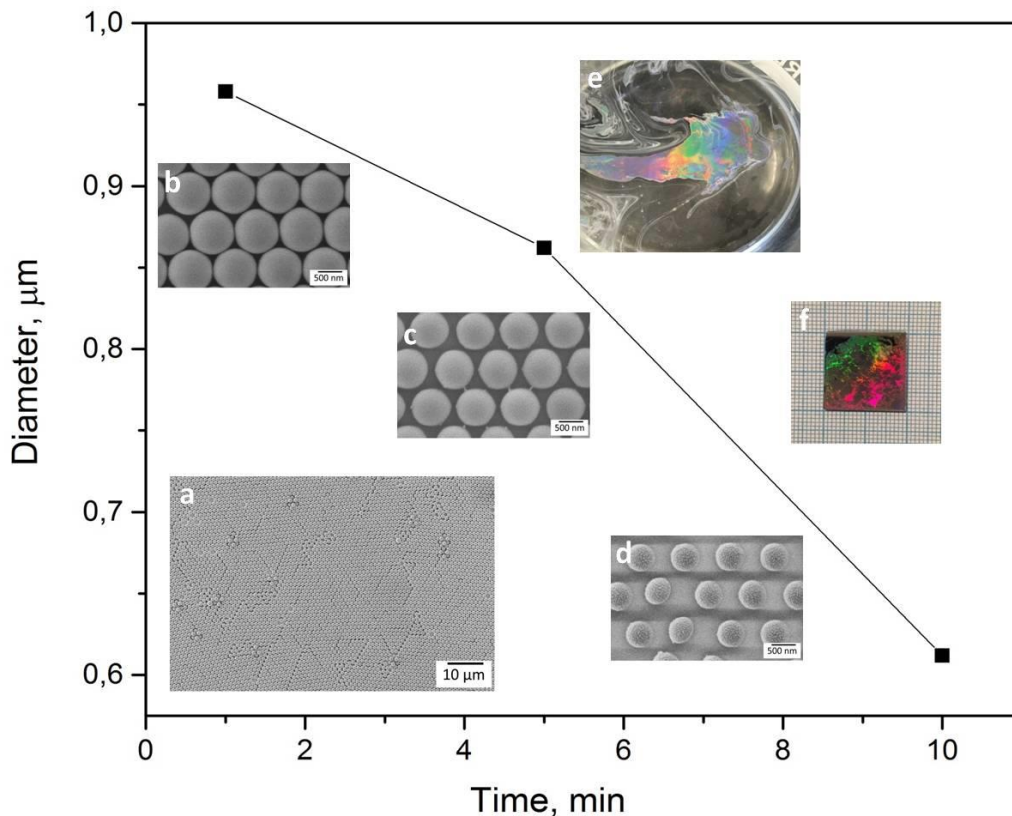 1,0
0,9
0,8
0,7
0,6
Diameter, μm
0
2
4
6
8
10
Time, min
a
10 μm
b
500 nm
c
500 nm
d
500 nm
e
f